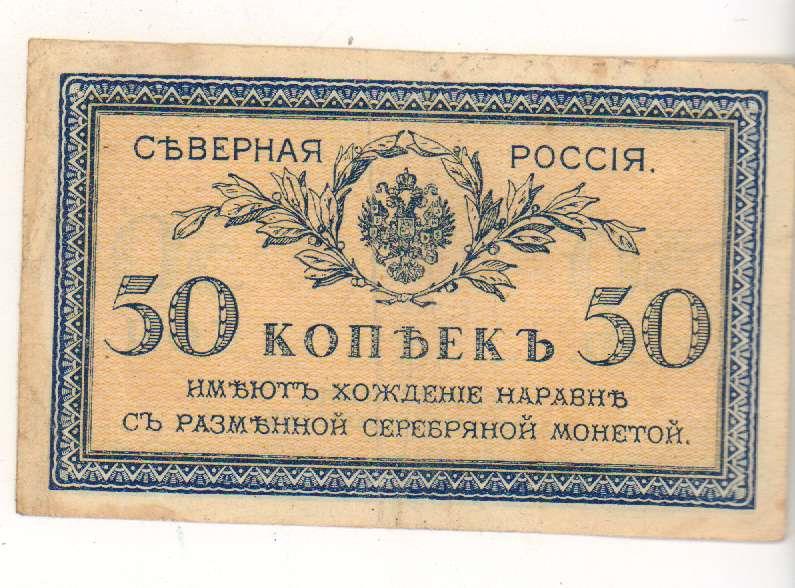 СѢВЕРНАЯ РОССІЯ.
50 КОПѢЕКЪ 50
ИМѢЮТЪ ХОЖДЕНІЕ НАРАВНѢ
СЪ РАЗМѢННОЙ СЕРЕБРЯНОЙ МОНЕТОЙ.